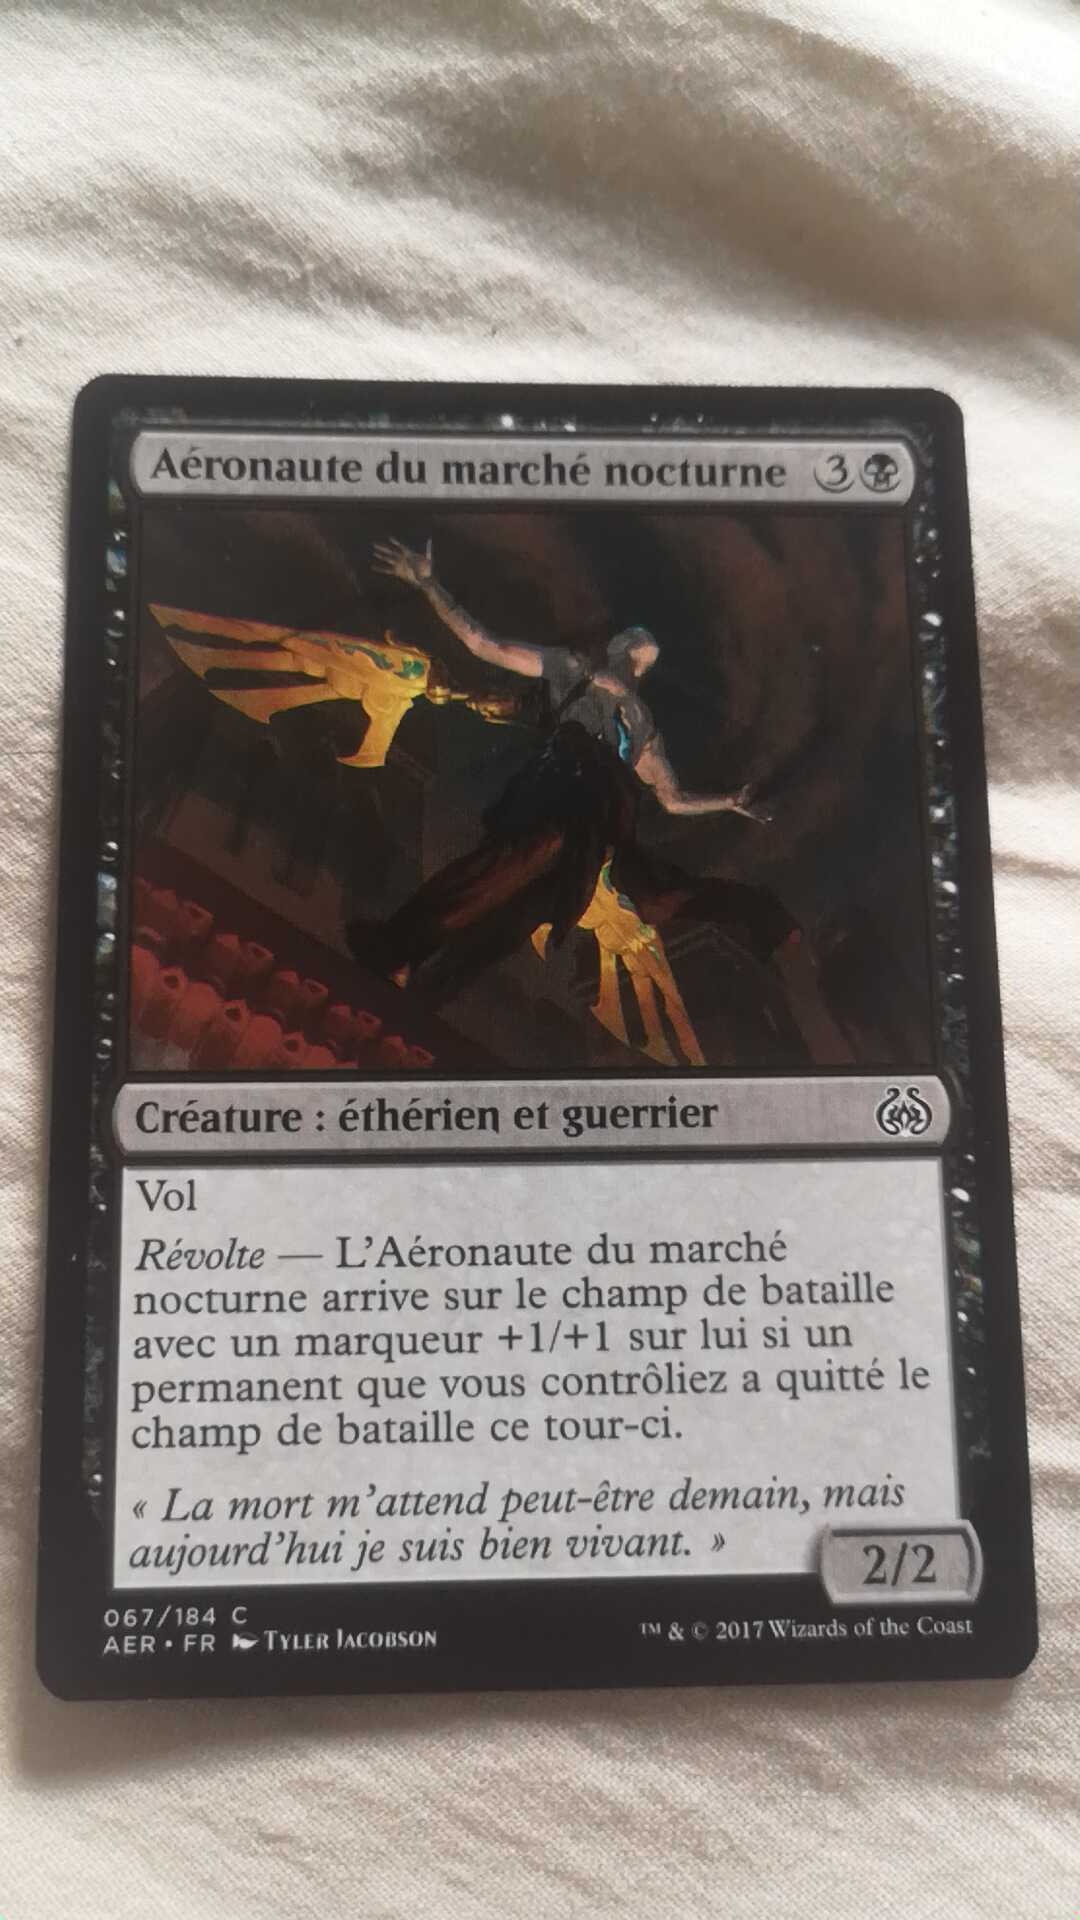 Aéronaute du marché nocturne 3
Créature : éthérien et guerrier
Vol
Révolte — L'Aéronaute du marché
nocturne arrive sur le champ de bataille
avec un marqueur +1/+1 sur lui si un
permanent que vous contrôliez a quitté le
champ de bataille ce tour-ci.
« La mort m'attend peut-être demain, mais
aujourd'hui je suis bien vivant. »
2/2
067/184 C
AER • FR TYLER JACOBSON
™ & © 2017 Wizards of the Coast